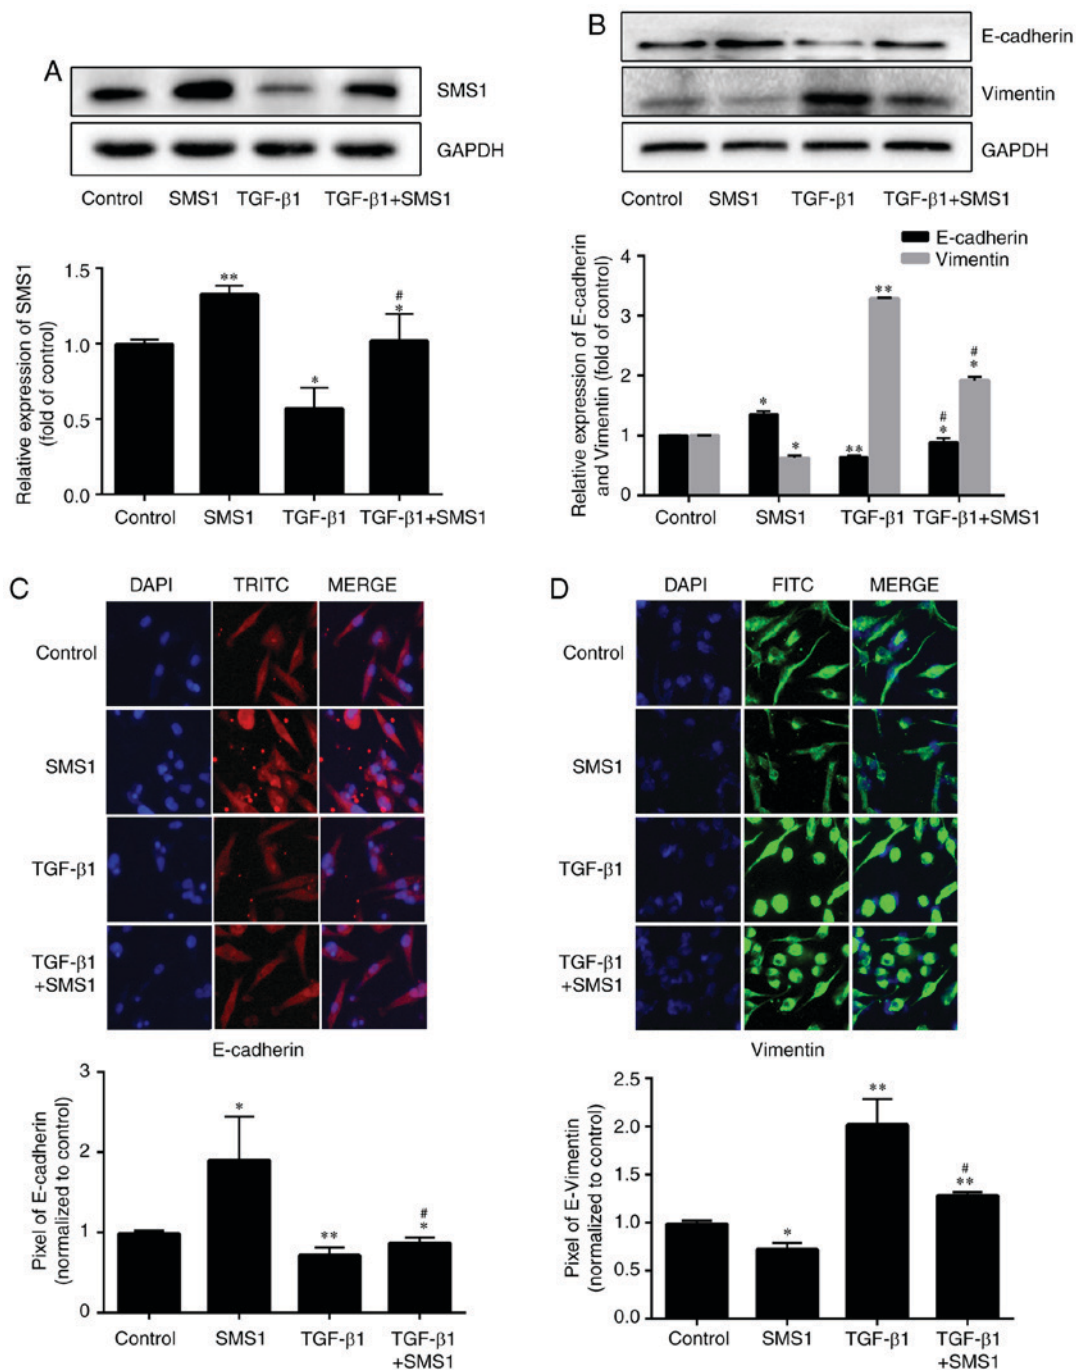 A
SMS1
GAPDH
Control SMS1 TGF-β1 TGF-β1+SMS1
Relative expression of SMS1
(fold of control)
1.5
1.0
0.5
0.0
**
*
#
*
Control SMS1 TGF-β1 TGF-β1+SMS1
B
E-cadherin
Vimentin
GAPDH
Control SMS1 TGF-β1 TGF-β1+SMS1
E-cadherin
Vimentin
Relative expression of E-cadherin
and Vimentin (fold of control)
4
3
2
1
0
*
*
**
**
#
*
#
*
Control SMS1 TGF-β1 TGF-β1+SMS1
C
DAPI TRITC MERGE
Control
SMS1
TGF-β1
TGF-β1
+SMS1
E-cadherin
Pixel of E-cadherin
(normalized to control)
3
2
1
0
*
**
#
*
Control SMS1 TGF-β1 TGF-β1
+SMS1
D
DAPI FITC MERGE
Control
SMS1
TGF-β1
TGF-β1
+SMS1
Vimentin
Pixel of E-Vimentin
(normalized to control)
2.5
2.0
1.5
1.0
0.5
0.0
*
**
#
**
Control SMS1 TGF-β1 TGF-β1
+SMS1